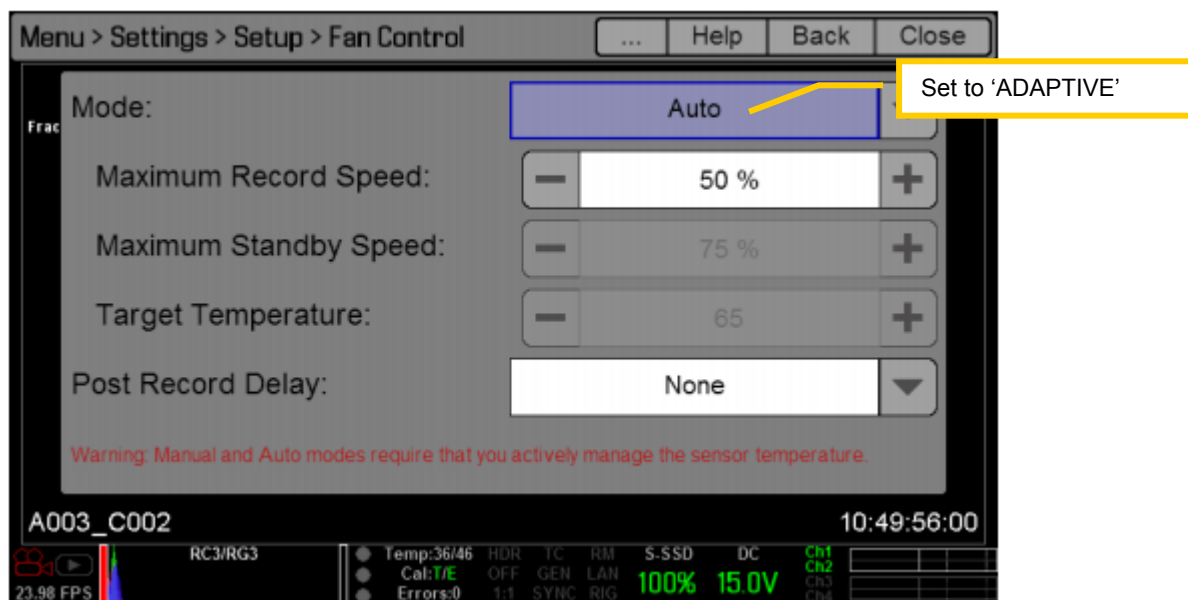 Menu > Settings > Setup > Fan Control ... Help Back Close
Set to ‘ADAPTIVE’
Mode: Auto
Frac
Maximum Record Speed: 50 %
Maximum Standby Speed: 75 %
Target Temperature: 65
Post Record Delay: None
Warning: Manual and Auto modes require that you actively manage the sensor temperature.
A003_C002 10:49:56:00
RC3/RG3 Temp:36/46 HDR TC RM S-SSD DC Ch1
Cal:T/E OFF GEN LAN 100% 15.0V Ch2
23.98 FPS Errors:0 1:1 SYNC RIG Ch3
Ch4